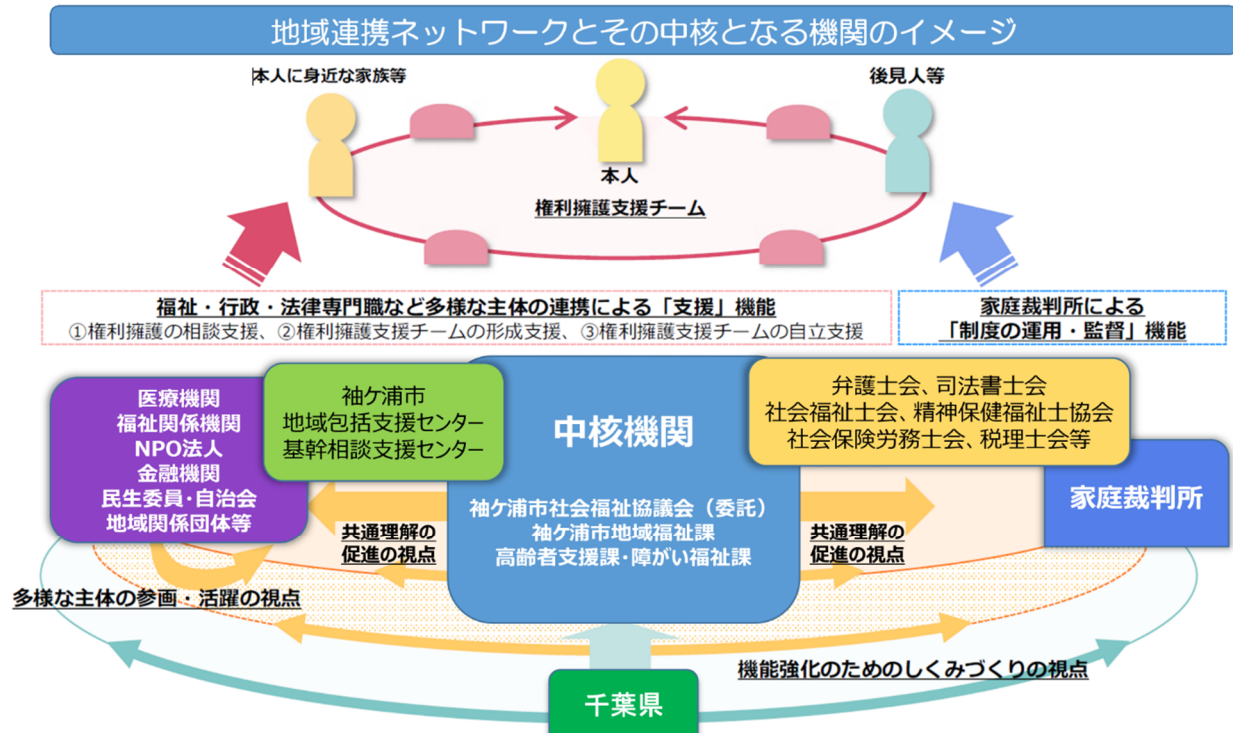 地域連携ネットワークとその中核となる機関のイメージ
本人に身近な家族等
後見人等
本人
権利擁護支援チーム
福祉・行政・法律専門職など多様な主体の連携による「支援」機能
①権利擁護の相談支援、②権利擁護支援チームの形成支援、③権利擁護支援チームの自立支援
家庭裁判所による
「制度の運用・監督」機能
医療機関
福祉関係機関
NPO法人
金融機関
民生委員・自治会
地域関係団体等
袖ケ浦市
地域包括支援センター
基幹相談支援センター
中核機関
袖ケ浦市社会福祉協議会（委託）
袖ケ浦市地域福祉課
高齢者支援課・障がい福祉課
弁護士会、司法書士会
社会福祉士会、精神保健福祉士協会
社会保険労務士会、税理士会等
家庭裁判所
共通理解の
促進の視点
共通理解の
促進の視点
多様な主体の参画・活躍の視点
機能強化のためのしくみづくりの視点
千葉県